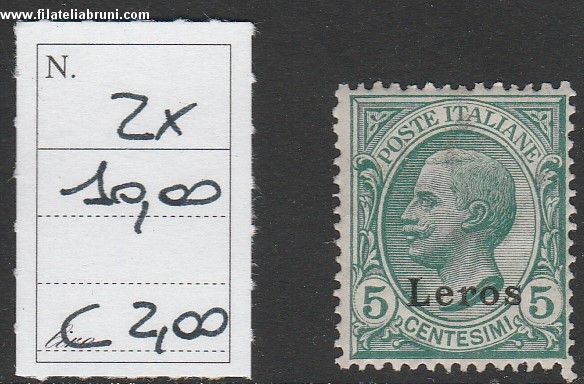 www.filateliabruni.com
N.
2x
10,00
€ 2,00
POSTE ITALIANE
Leros
5 CENTESIMI 5